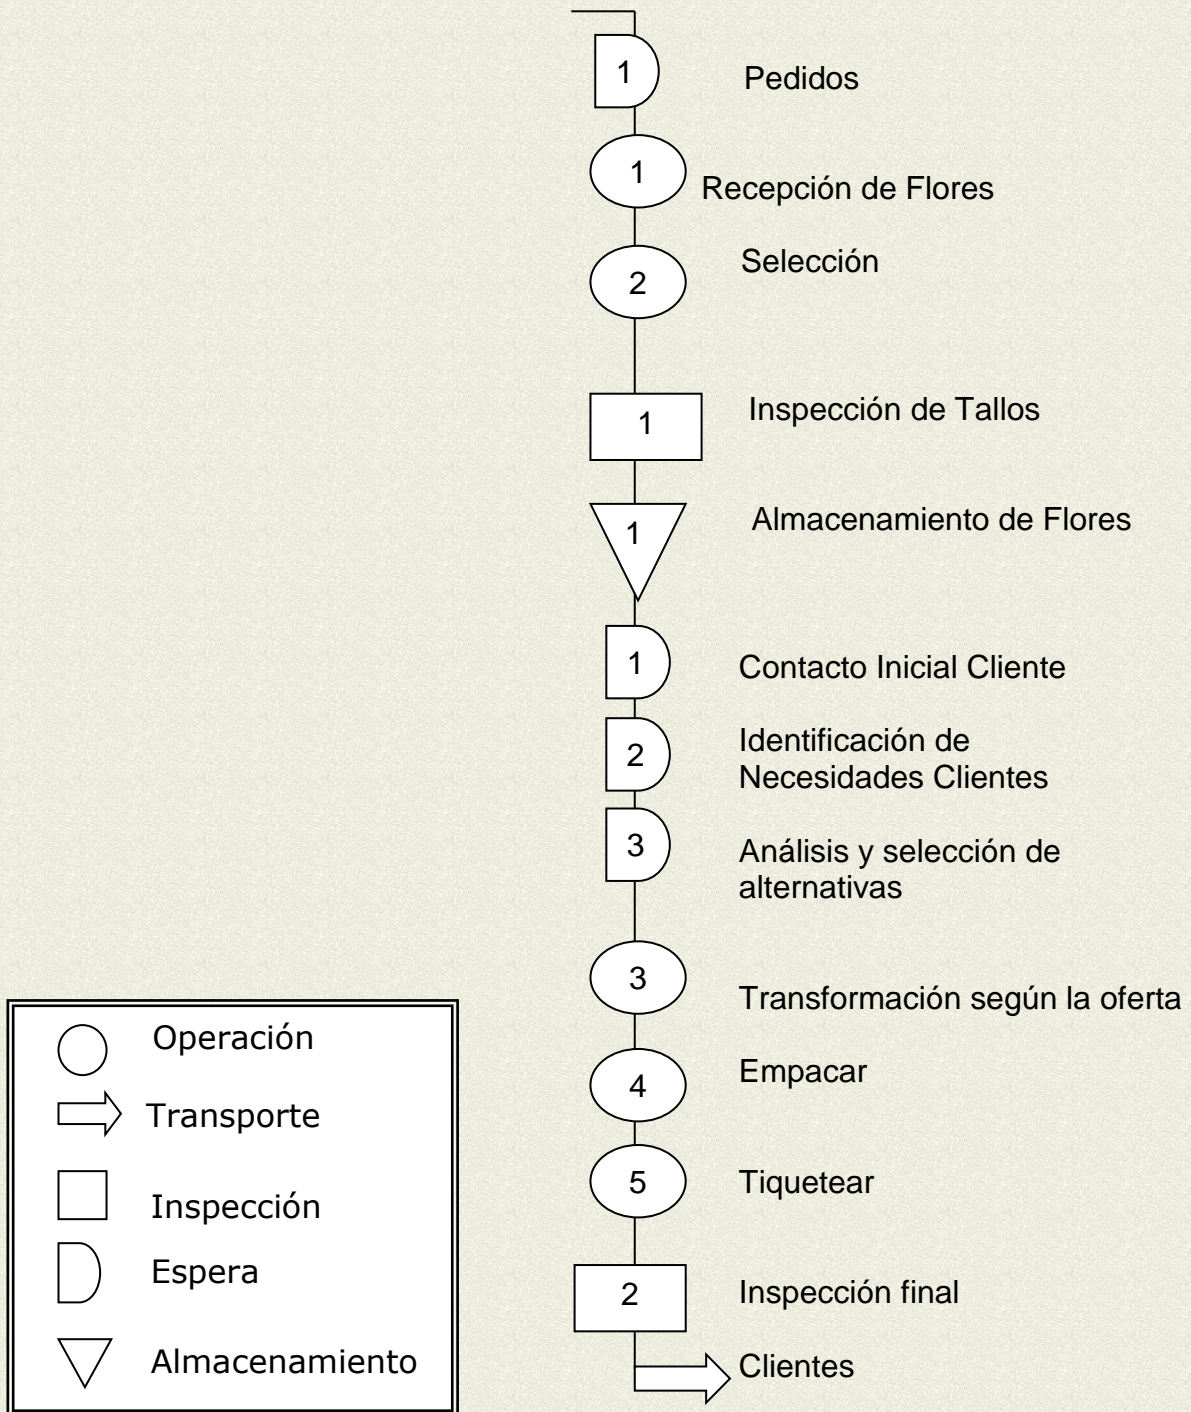 1
Pedidos
1
Recepción de Flores
2
Selección
1
Inspección de Tallos
1
Almacenamiento de Flores
1
Contacto Inicial Cliente
2
Identificación de
Necesidades Clientes
3
Análisis y selección de
alternativas
3
Transformación según la oferta
4
Empacar
5
Tiquetear
2
Inspección final
Clientes
Operación
Transporte
Inspección
Espera
Almacenamiento